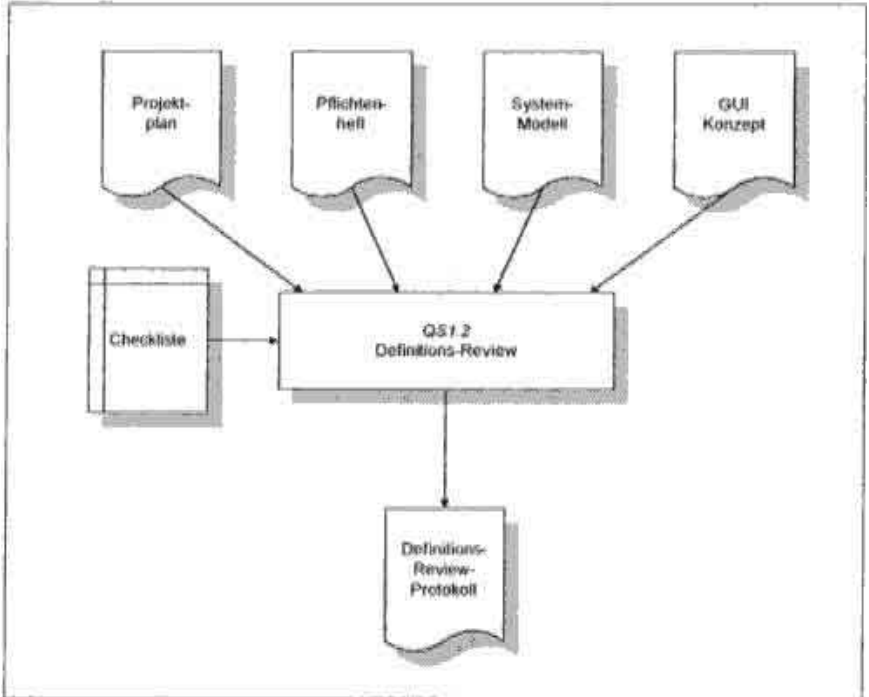 Projekt-
plan
Pflichten-
heft
System-
Modell
GUI
Konzept
Checkliste
QS1.2
Definitions-Review
Definitions-
Review-
Protokoll